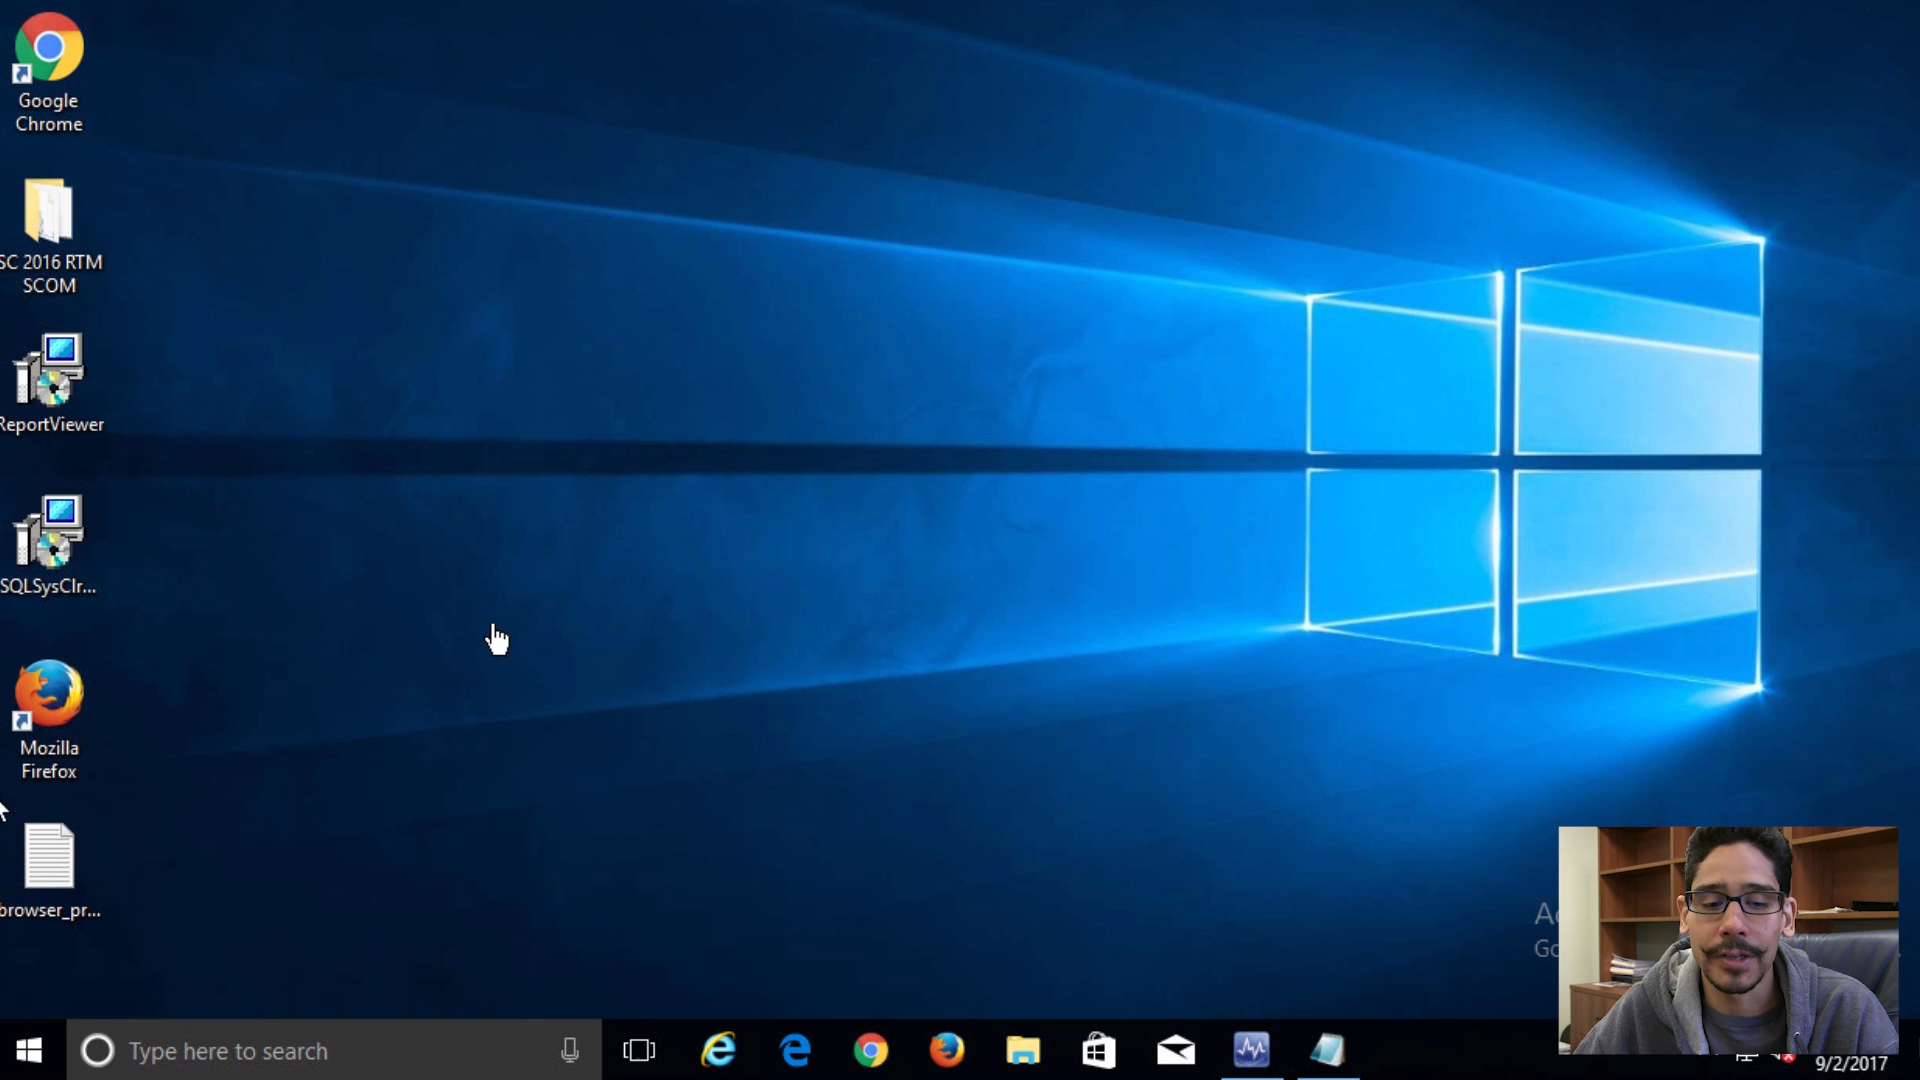 Google
Chrome
SC 2016 RTM
SCOM
ReportViewer
SQLSysClr...
Mozilla
Firefox
browser_pr...
Type here to search
9/2/2017